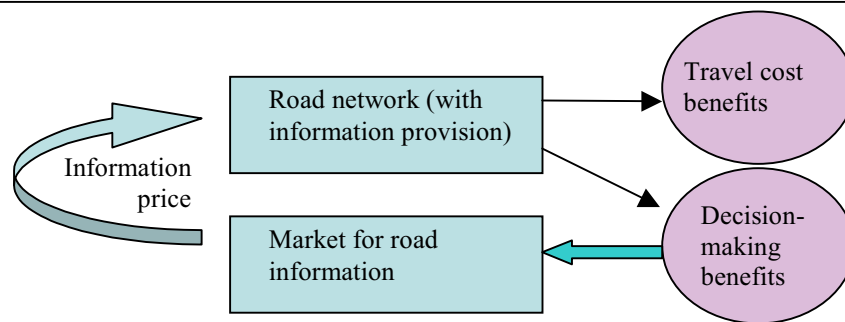 Road network (with
information provision)
Travel cost
benefits
Information
price
Market for road
information
Decision-
making
benefits